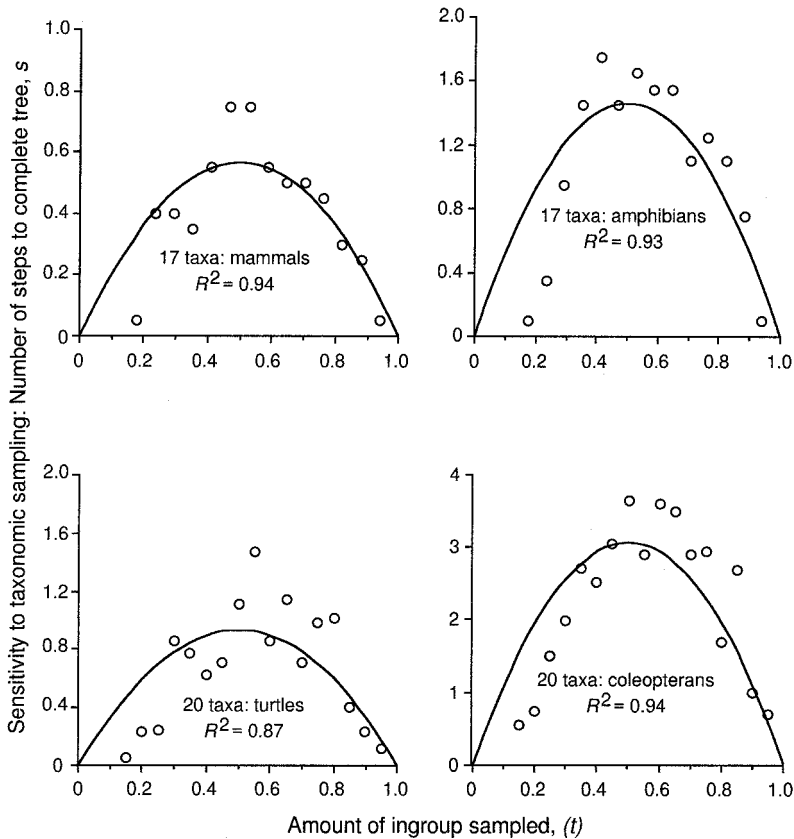 Sensitivity to taxonomic sampling: Number of steps to complete tree, s
1.0
0.8
0.6
0.4
0.2
0
0 0.2 0.4 0.6 0.8 1.0
17 taxa: mammals
R² = 0.94
2.0
1.6
1.2
0.8
0.4
0
0 0.2 0.4 0.6 0.8 1.0
17 taxa: amphibians
R² = 0.93
2.0
1.6
1.2
0.8
0.4
0
0 0.2 0.4 0.6 0.8 1.0
20 taxa: turtles
R² = 0.87
4
3
2
1
0
0 0.2 0.4 0.6 0.8 1.0
20 taxa: coleopterans
R² = 0.94
Amount of ingroup sampled, (t)